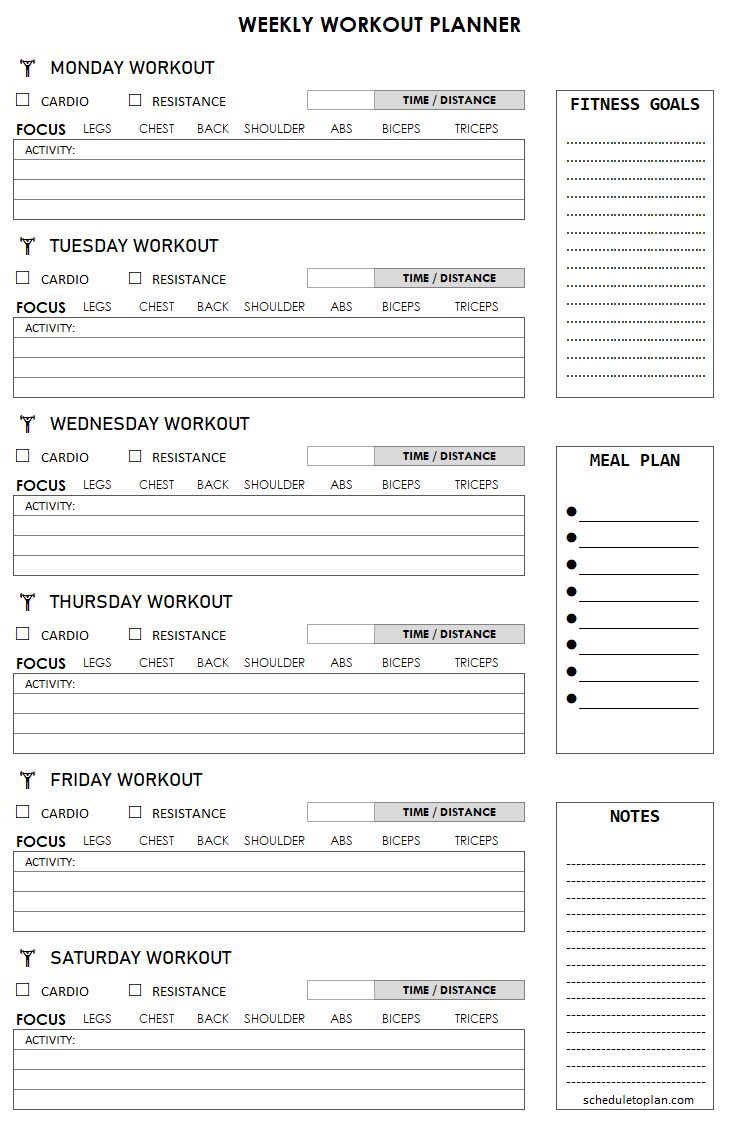 WEEKLY WORKOUT PLANNER
MONDAY WORKOUT
CARDIO RESISTANCE TIME / DISTANCE
FOCUS LEGS CHEST BACK SHOULDER ABS BICEPS TRICEPS
ACTIVITY:
TUESDAY WORKOUT
CARDIO RESISTANCE TIME / DISTANCE
FOCUS LEGS CHEST BACK SHOULDER ABS BICEPS TRICEPS
ACTIVITY:
WEDNESDAY WORKOUT
CARDIO RESISTANCE TIME / DISTANCE
FOCUS LEGS CHEST BACK SHOULDER ABS BICEPS TRICEPS
ACTIVITY:
THURSDAY WORKOUT
CARDIO RESISTANCE TIME / DISTANCE
FOCUS LEGS CHEST BACK SHOULDER ABS BICEPS TRICEPS
ACTIVITY:
FRIDAY WORKOUT
CARDIO RESISTANCE TIME / DISTANCE
FOCUS LEGS CHEST BACK SHOULDER ABS BICEPS TRICEPS
ACTIVITY:
SATURDAY WORKOUT
CARDIO RESISTANCE TIME / DISTANCE
FOCUS LEGS CHEST BACK SHOULDER ABS BICEPS TRICEPS
ACTIVITY:
FITNESS GOALS
MEAL PLAN
NOTES
scheduletoplan.com